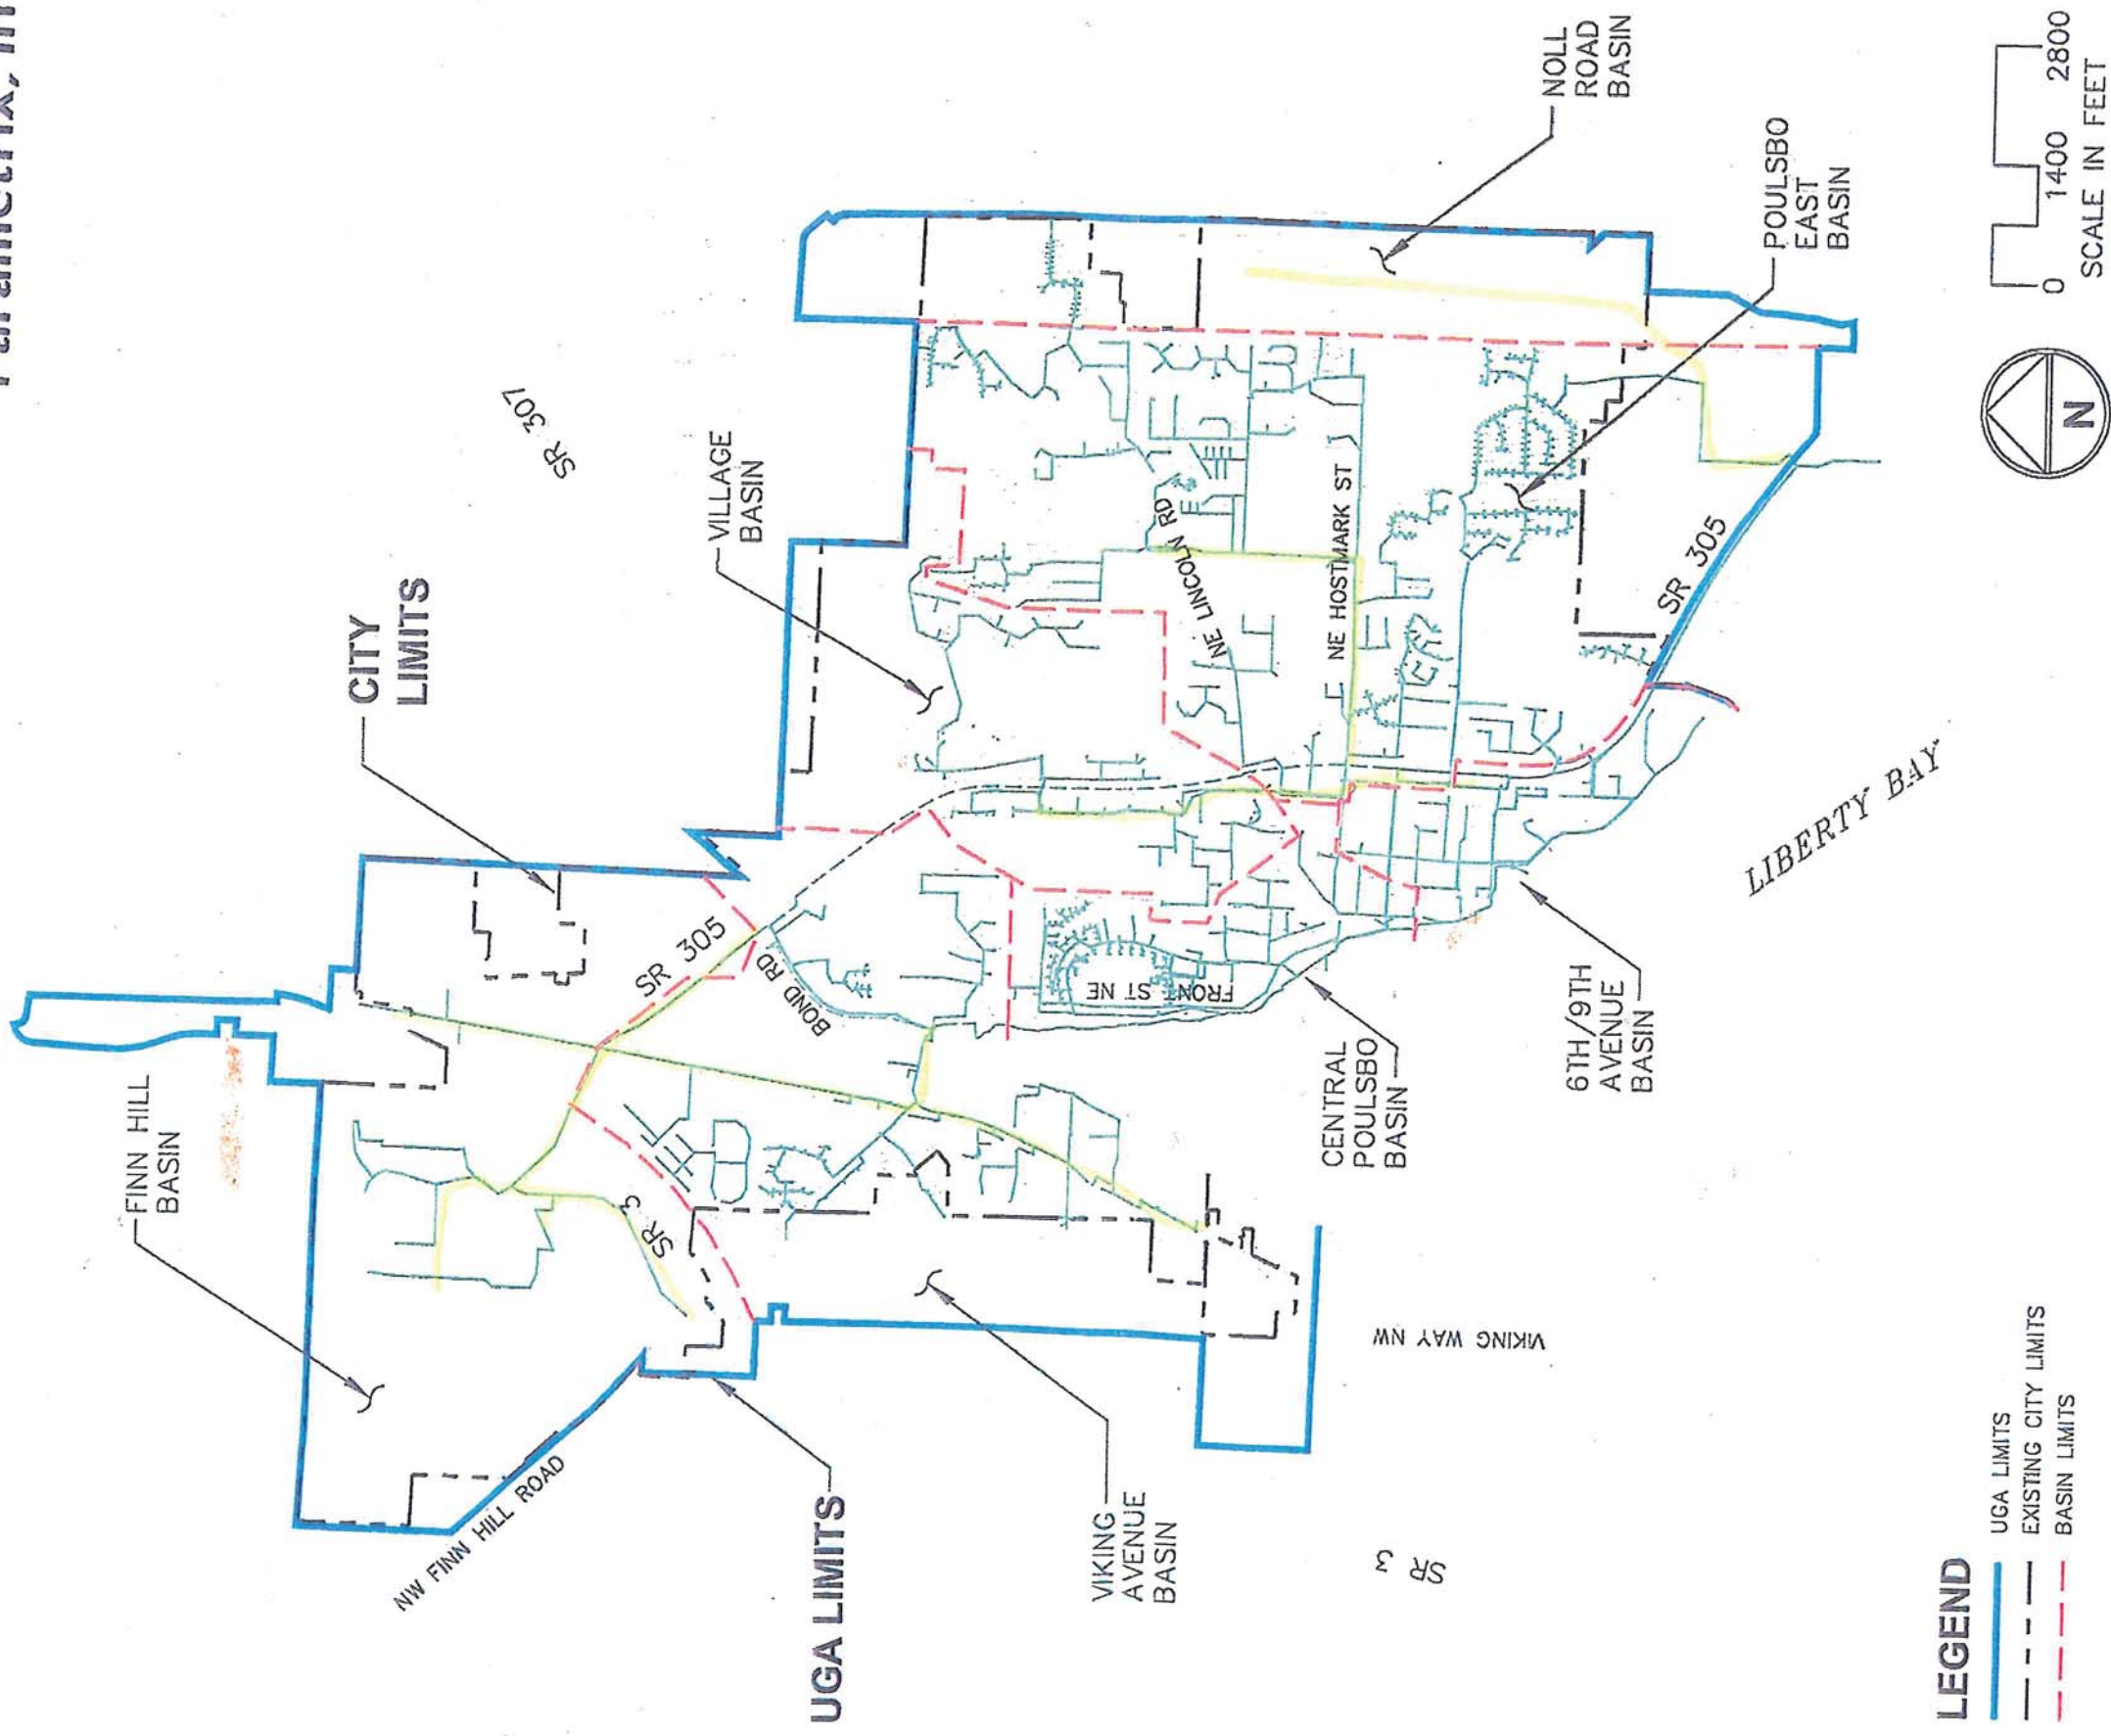 SR 307
NOLL
ROAD
BASIN
VILLAGE
BASIN
CITY
LIMITS
POULSBO
EAST
BASIN
FINN HILL
BASIN
SR 305
BOND RD
NE LINCOLN RD
NE HOSTMARK ST
SR 305
FRONT ST NE
SR 3
LIBERTY BAY
CENTRAL
POULSBO
BASIN
6TH/9TH
AVENUE
BASIN
NW FINN HILL ROAD
UGA LIMITS
VIKING
AVENUE
BASIN
VIKING WAY NW
SR 3
N
0 1400 2800
SCALE IN FEET
LEGEND
UGA LIMITS
EXISTING CITY LIMITS
BASIN LIMITS